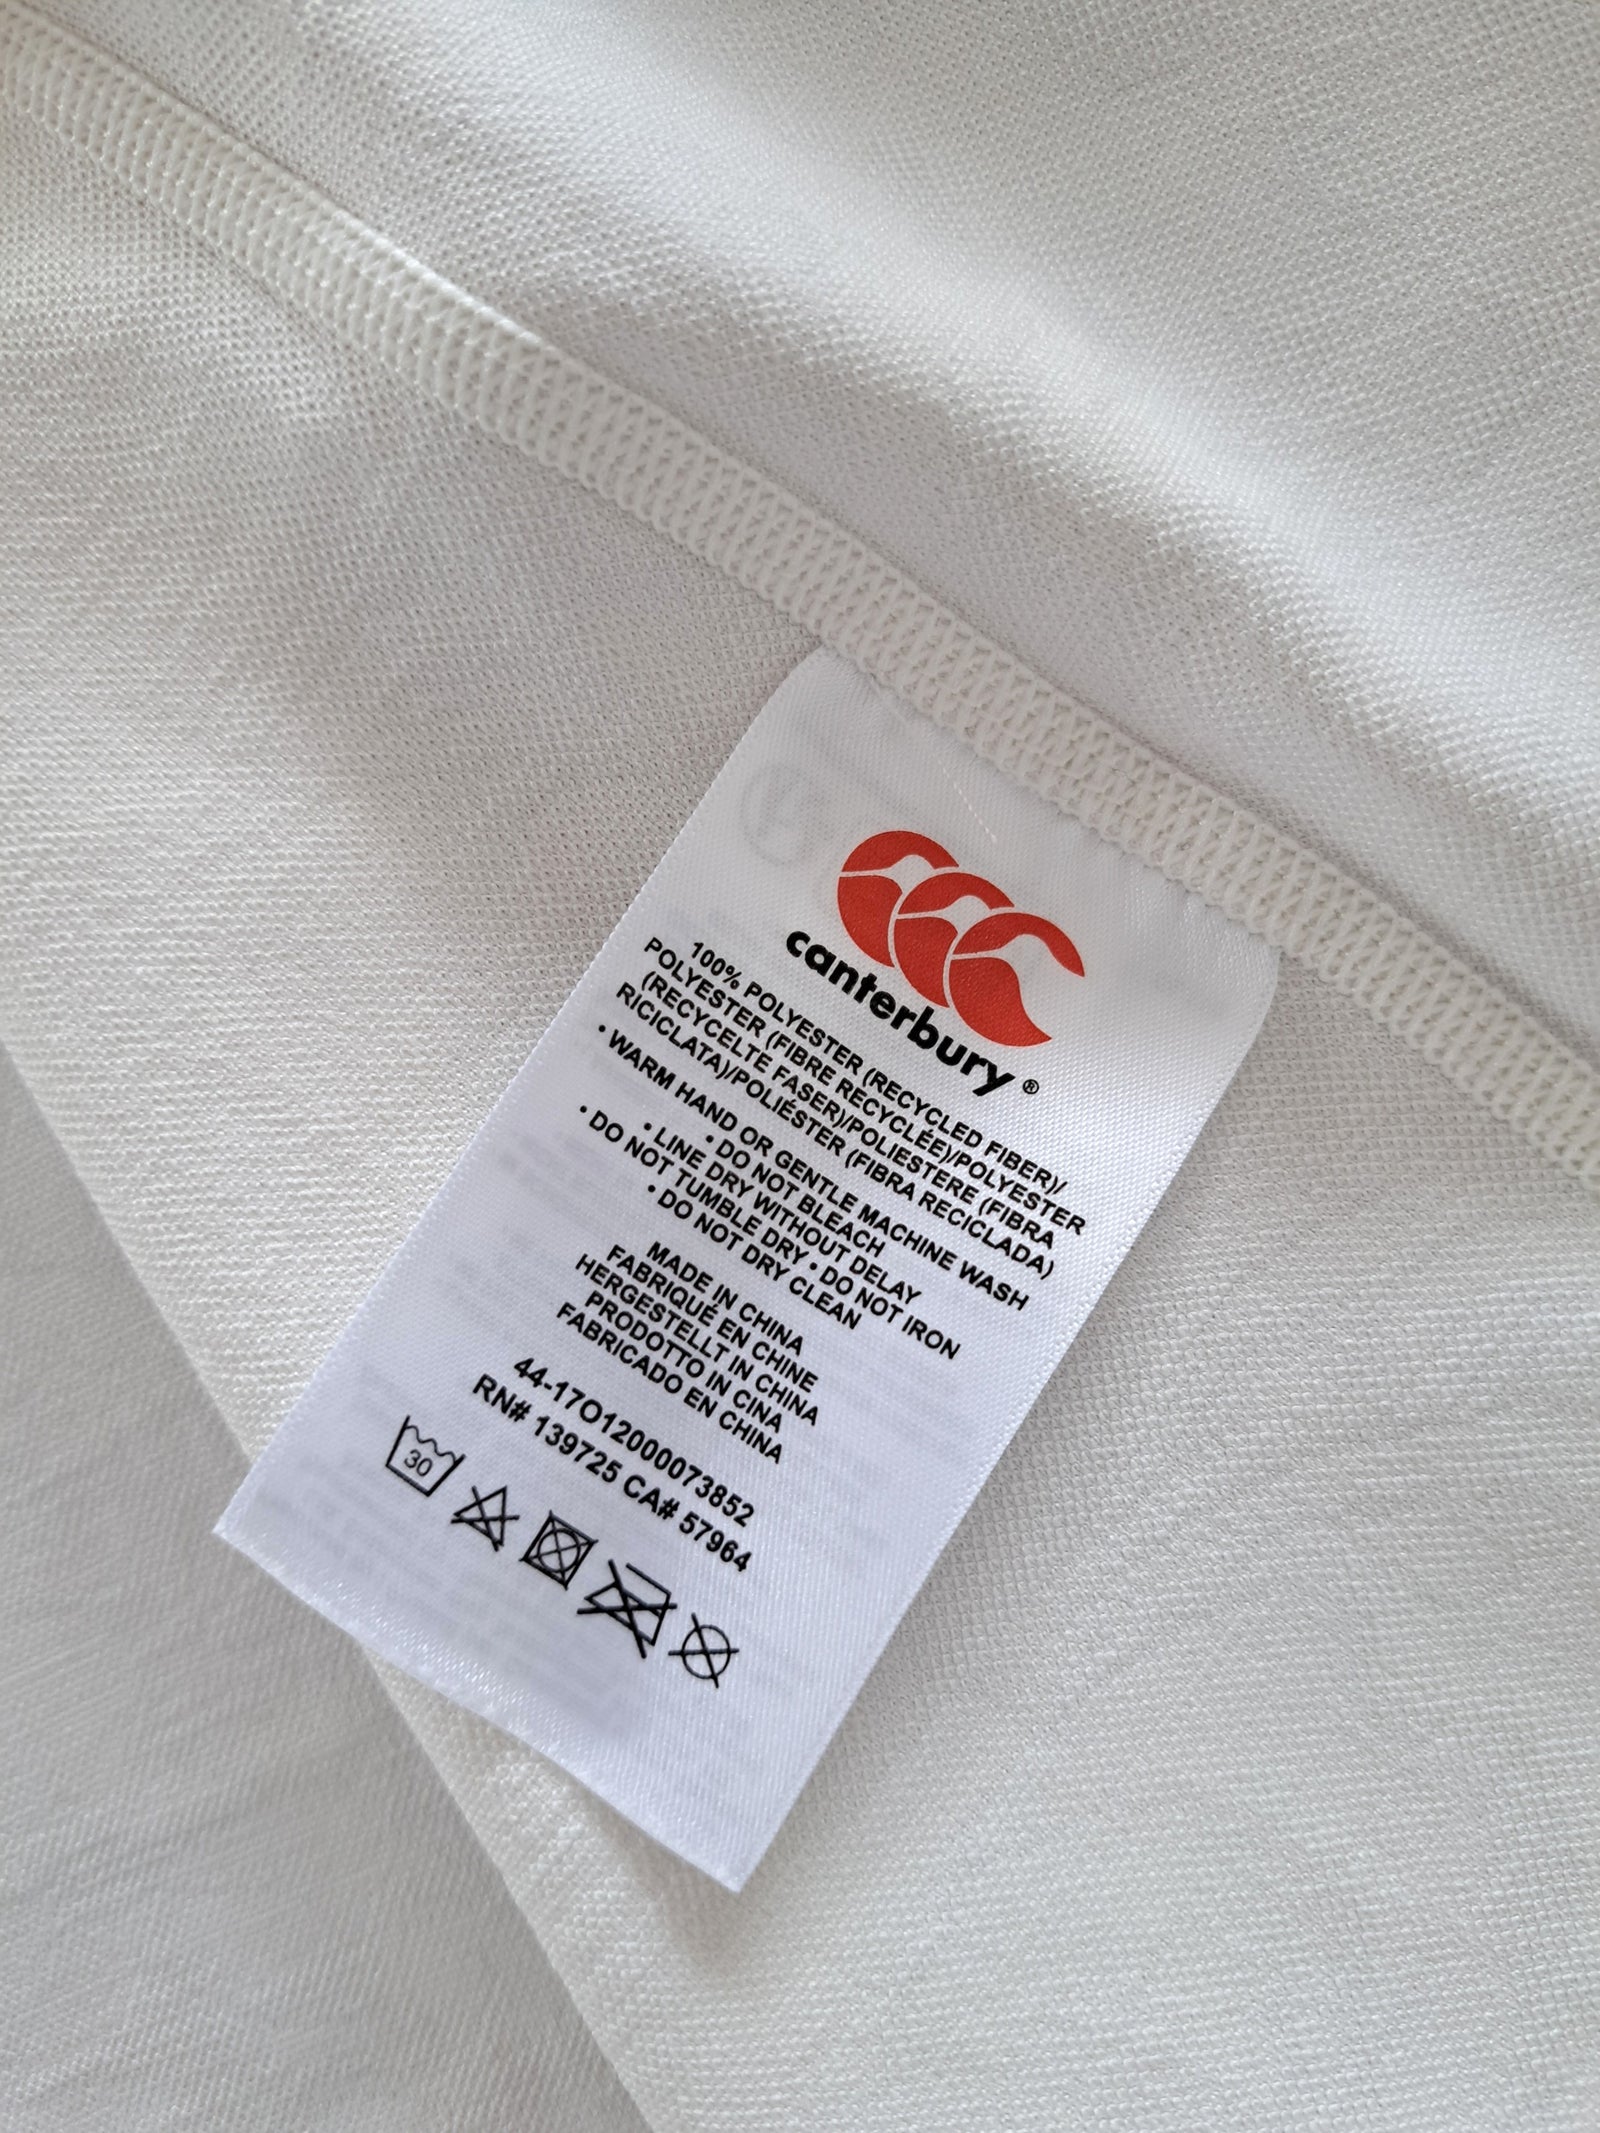 canterbury®
100% POLYESTER (RECYCLED FIBER)/
POLYESTER (FIBRE RECYCLÉE)/POLYESTER
(RECYCELTE FASER)/POLIESTERE (FIBRA
RICICLATA)/POLIÉSTER (FIBRA RECICLADA)
• WARM HAND OR GENTLE MACHINE WASH
• DO NOT BLEACH
• LINE DRY WITHOUT DELAY
• DO NOT TUMBLE DRY • DO NOT IRON
• DO NOT DRY CLEAN
MADE IN CHINA
FABRIQUÉ EN CHINE
HERGESTELLT IN CHINA
PRODOTTO IN CINA
FABRICADO EN CHINA
44-17O1200073852
RN# 139725 CA# 57964
30